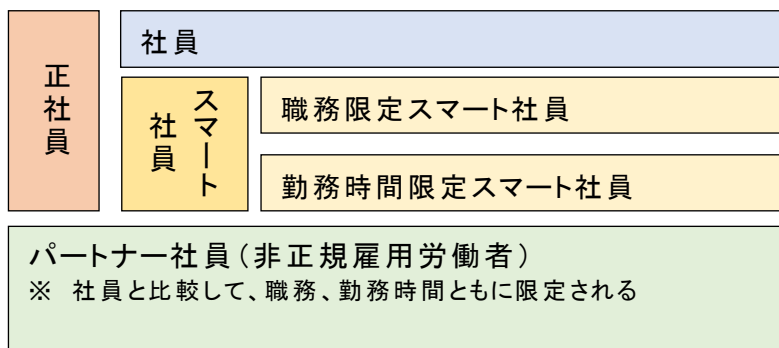 正社員
社員
スマート
社員
職務限定スマート社員
勤務時間限定スマート社員
パートナー社員(非正規雇用労働者)
※ 社員と比較して、職務、勤務時間ともに限定される